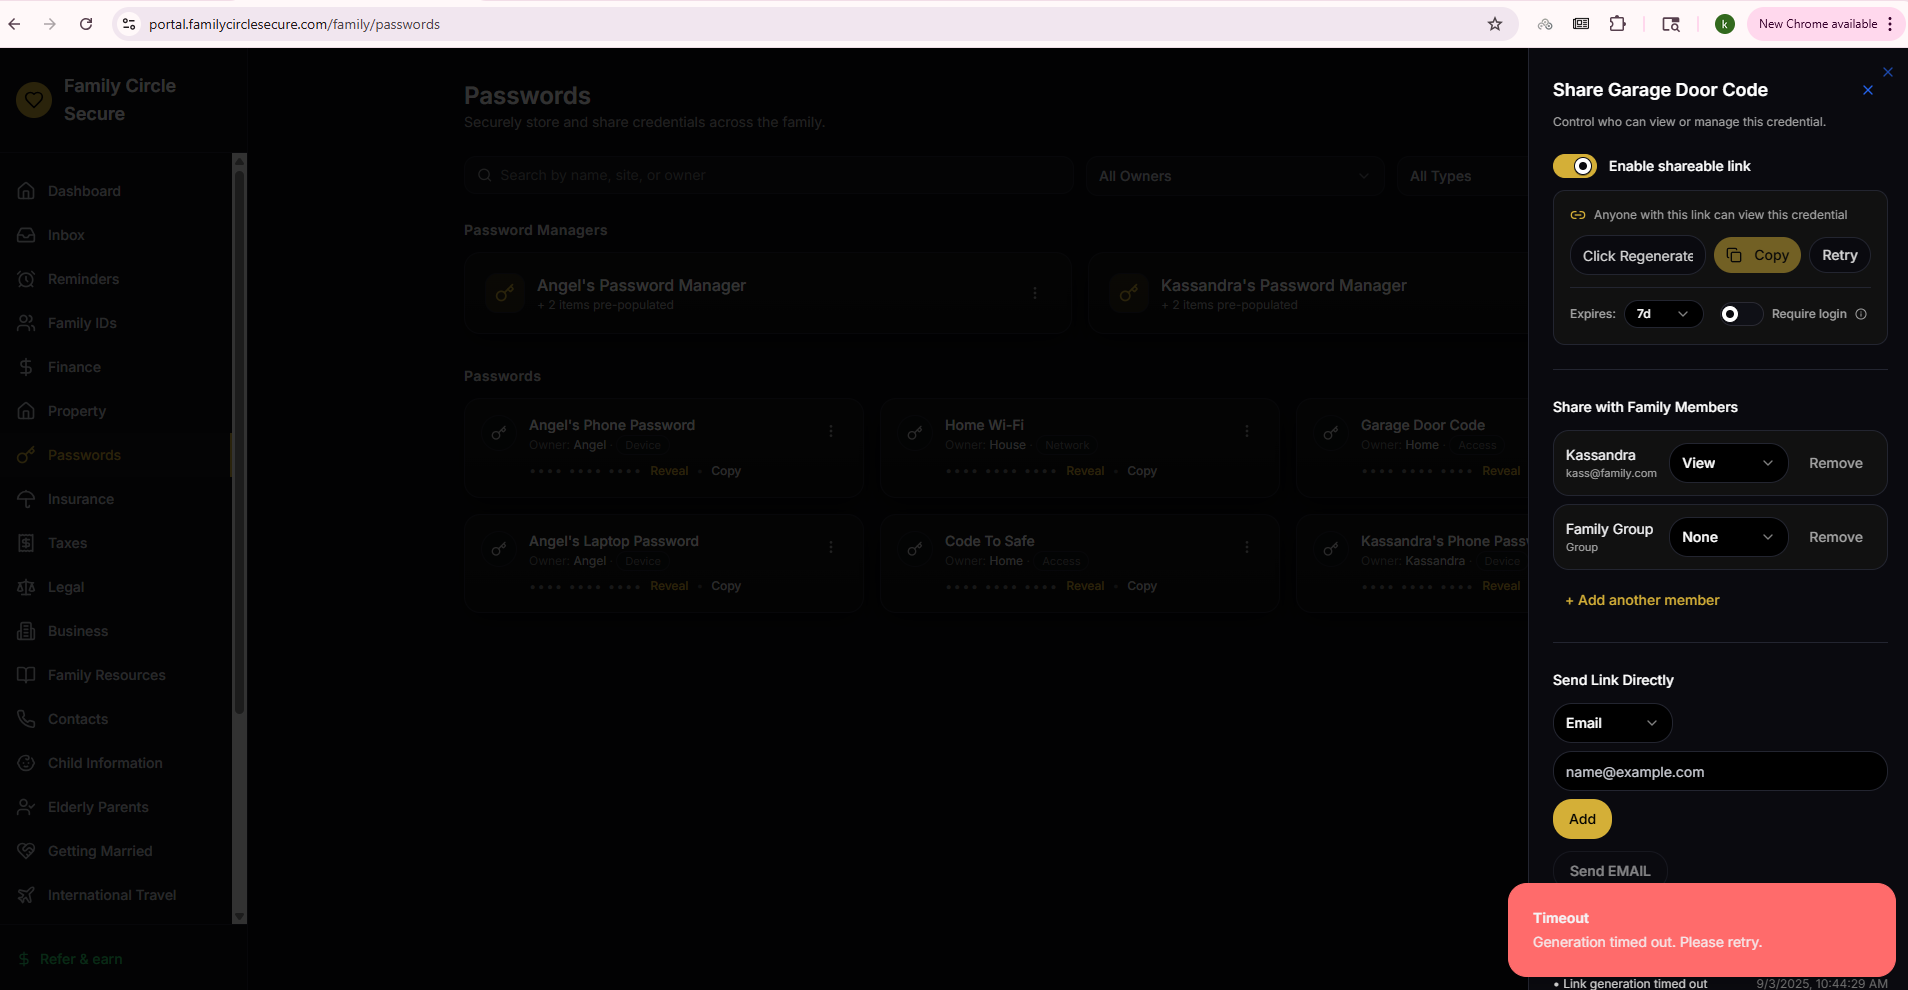 portal.familycirclesecure.com/family/passwords
k
New Chrome available
Family Circle
Secure
Dashboard
Inbox
Reminders
Family IDs
Finance
Property
Passwords
Insurance
Taxes
Legal
Business
Family Resources
Contacts
Child Information
Elderly Parents
Getting Married
International Travel
Refer & earn
Passwords
Securely store and share credentials across the family.
Search by name, site, or owner
All Owners
All Types
Password Managers
Angel's Password Manager
+ 2 items pre-populated
Kassandra's Password Manager
+ 2 items pre-populated
Passwords
Angel's Phone Password
Owner: Angel · Device
•••• •••• •••• Reveal • Copy
Home Wi-Fi
Owner: House · Network
•••• •••• •••• Reveal • Copy
Garage Door Code
Owner: Home · Access
•••• •••• •••• Reveal
Angel's Laptop Password
Owner: Angel · Device
•••• •••• •••• Reveal • Copy
Code To Safe
Owner: Home · Access
•••• •••• •••• Reveal • Copy
Kassandra's Phone Pass
Owner: Kassandra · Device
•••• •••• •••• Reveal
Share Garage Door Code
Control who can view or manage this credential.
Enable shareable link
Anyone with this link can view this credential
Click Regenerate
Copy
Retry
Expires: 7d
Require login
Share with Family Members
Kassandra
kass@family.com
View
Remove
Family Group
Group
None
Remove
+ Add another member
Send Link Directly
Email
name@example.com
Add
Send EMAIL
Timeout
Generation timed out. Please retry.
• Link generation timed out 9/3/2025, 10:44:29 AM